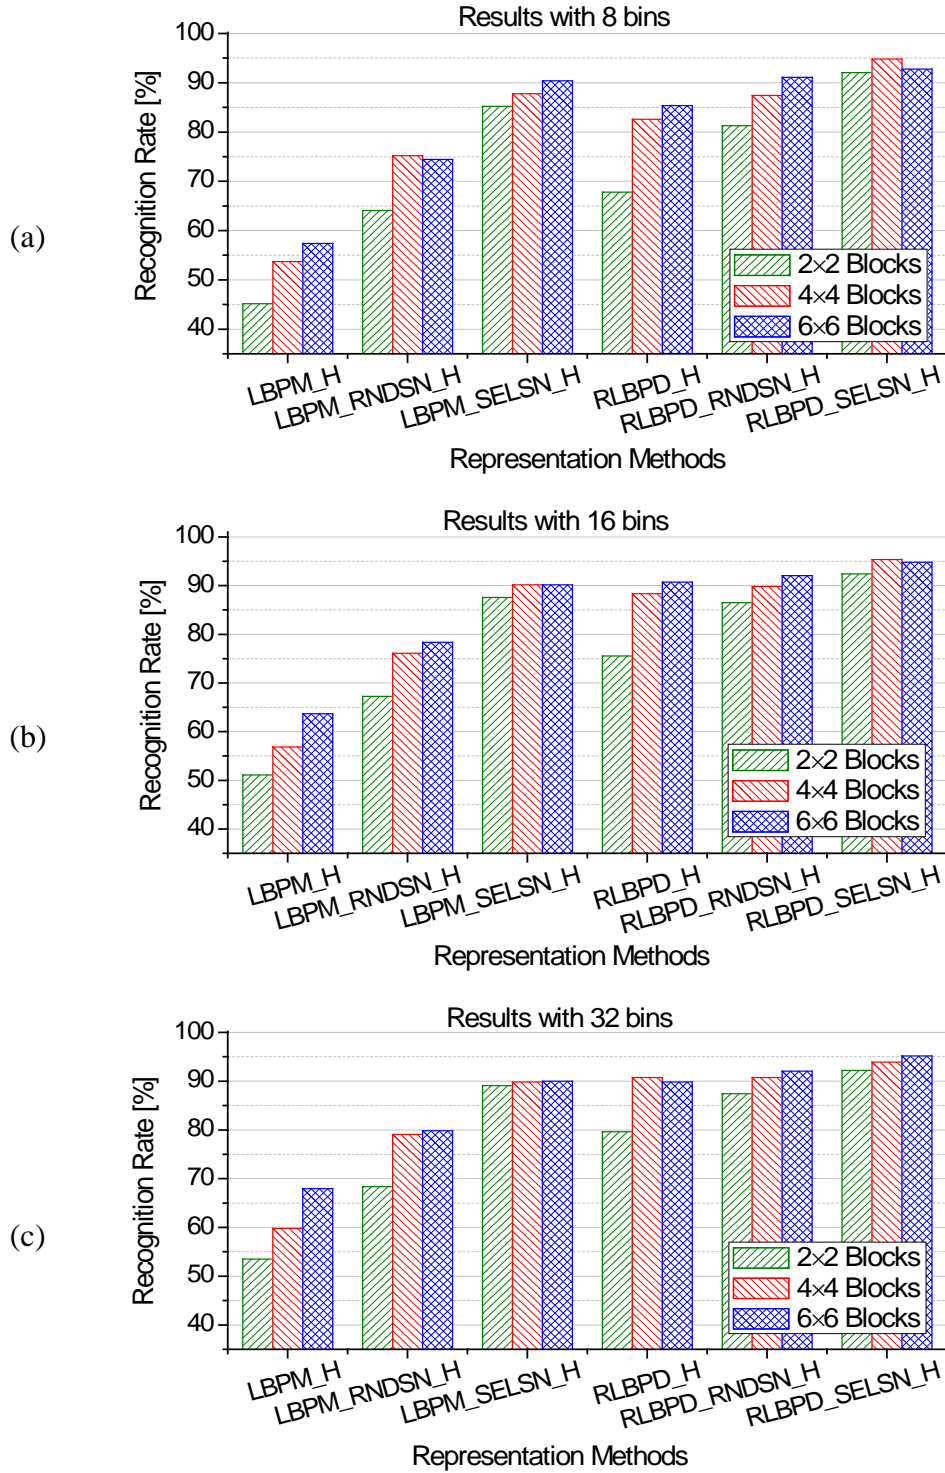 Results with 8 bins
(a)
Recognition Rate [%]
100
90
80
70
60
50
40
2×2 Blocks
4×4 Blocks
6×6 Blocks
LBPM_H
LBPM_RNDSN_H
LBPM_SELSN_H
RLBPD_H
RLBPD_RNDSN_H
RLBPD_SELSN_H
Representation Methods
Results with 16 bins
(b)
Recognition Rate [%]
100
90
80
70
60
50
40
2×2 Blocks
4×4 Blocks
6×6 Blocks
LBPM_H
LBPM_RNDSN_H
LBPM_SELSN_H
RLBPD_H
RLBPD_RNDSN_H
RLBPD_SELSN_H
Representation Methods
Results with 32 bins
(c)
Recognition Rate [%]
100
90
80
70
60
50
40
2×2 Blocks
4×4 Blocks
6×6 Blocks
LBPM_H
LBPM_RNDSN_H
LBPM_SELSN_H
RLBPD_H
RLBPD_RNDSN_H
RLBPD_SELSN_H
Representation Methods